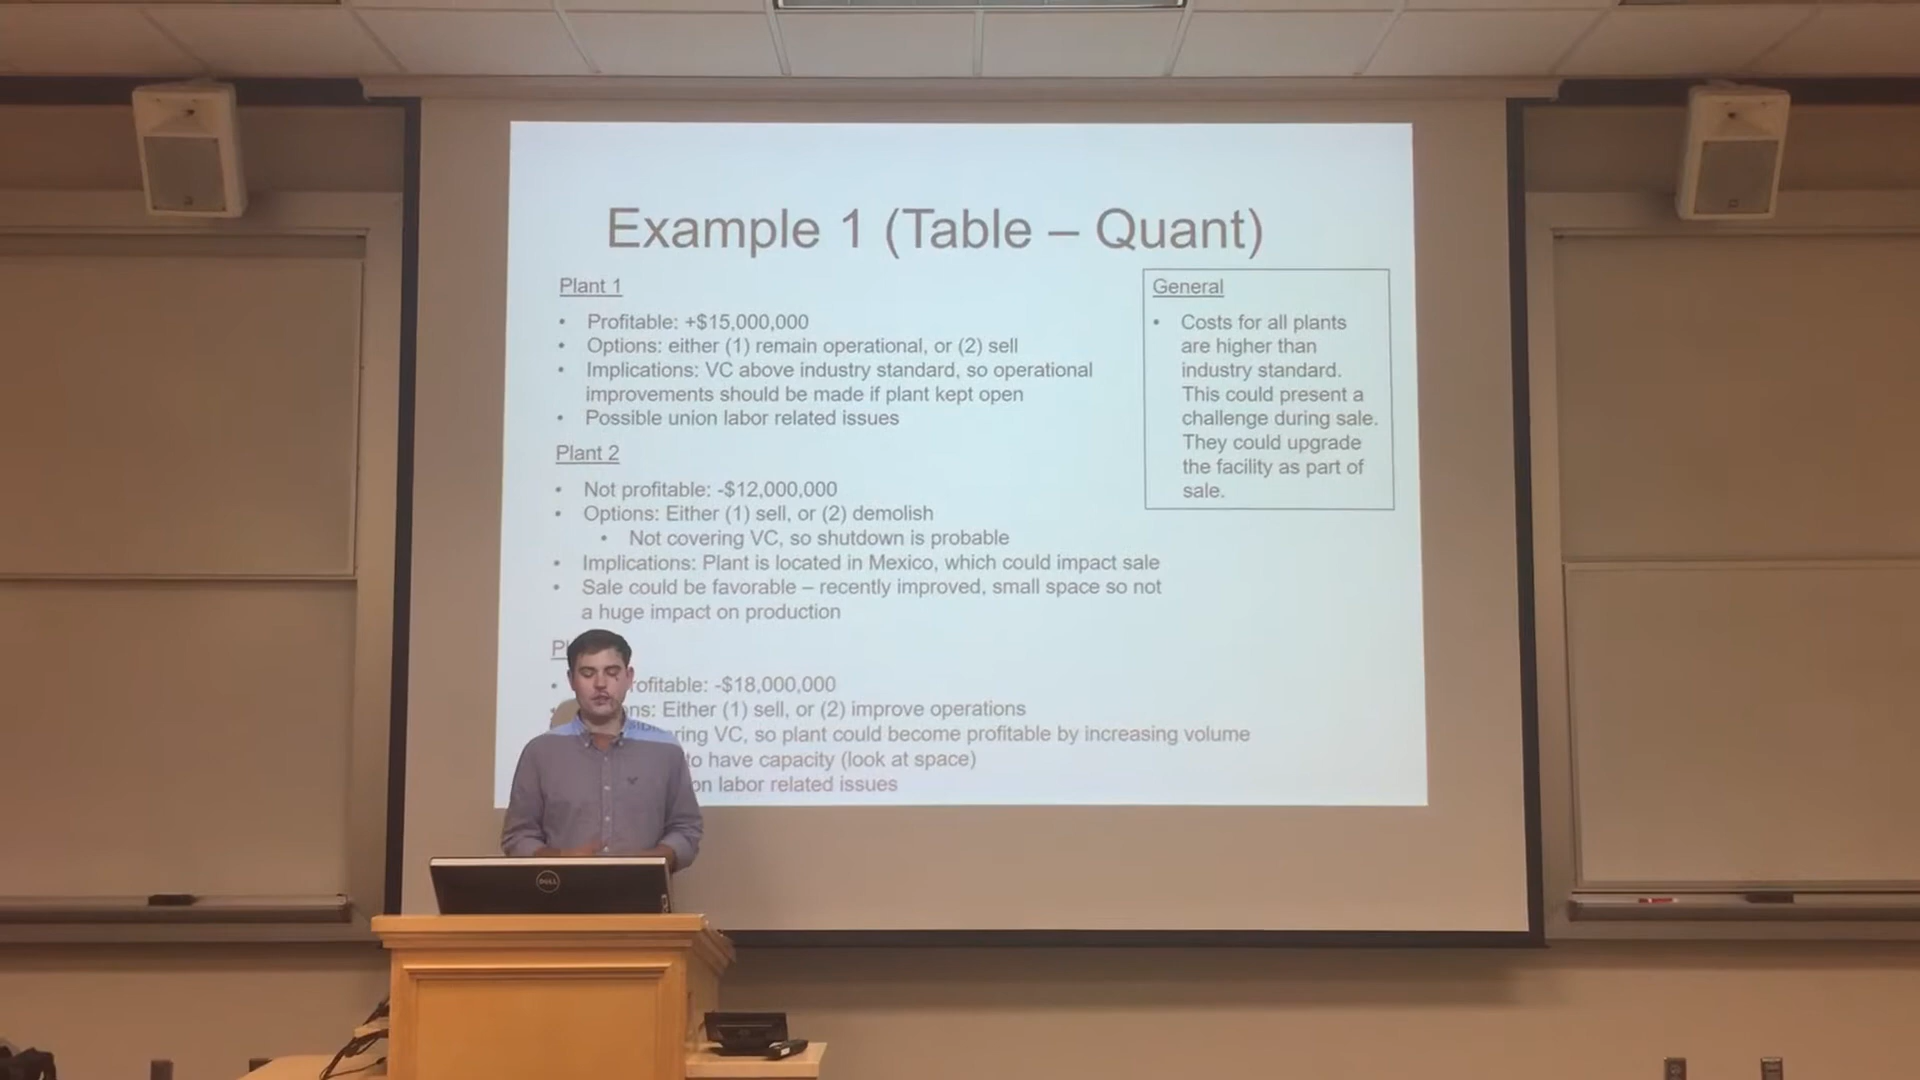 Example 1 (Table – Quant)
Plant 1
• Profitable: +$15,000,000
• Options: either (1) remain operational, or (2) sell
• Implications: VC above industry standard, so operational
improvements should be made if plant kept open
• Possible union labor related issues
Plant 2
• Not profitable: -$12,000,000
• Options: Either (1) sell, or (2) demolish
• Not covering VC, so shutdown is probable
• Implications: Plant is located in Mexico, which could impact sale
• Sale could be favorable – recently improved, small space so not
a huge impact on production
• -$18,000,000
Either (1) sell, or (2) improve operations
VC, so plant could become profitable by increasing volume
to have capacity (look at space)
labor related issues
General
• Costs for all plants
are higher than
industry standard.
This could present a
challenge during sale.
They could upgrade
the facility as part of
sale.
DELL